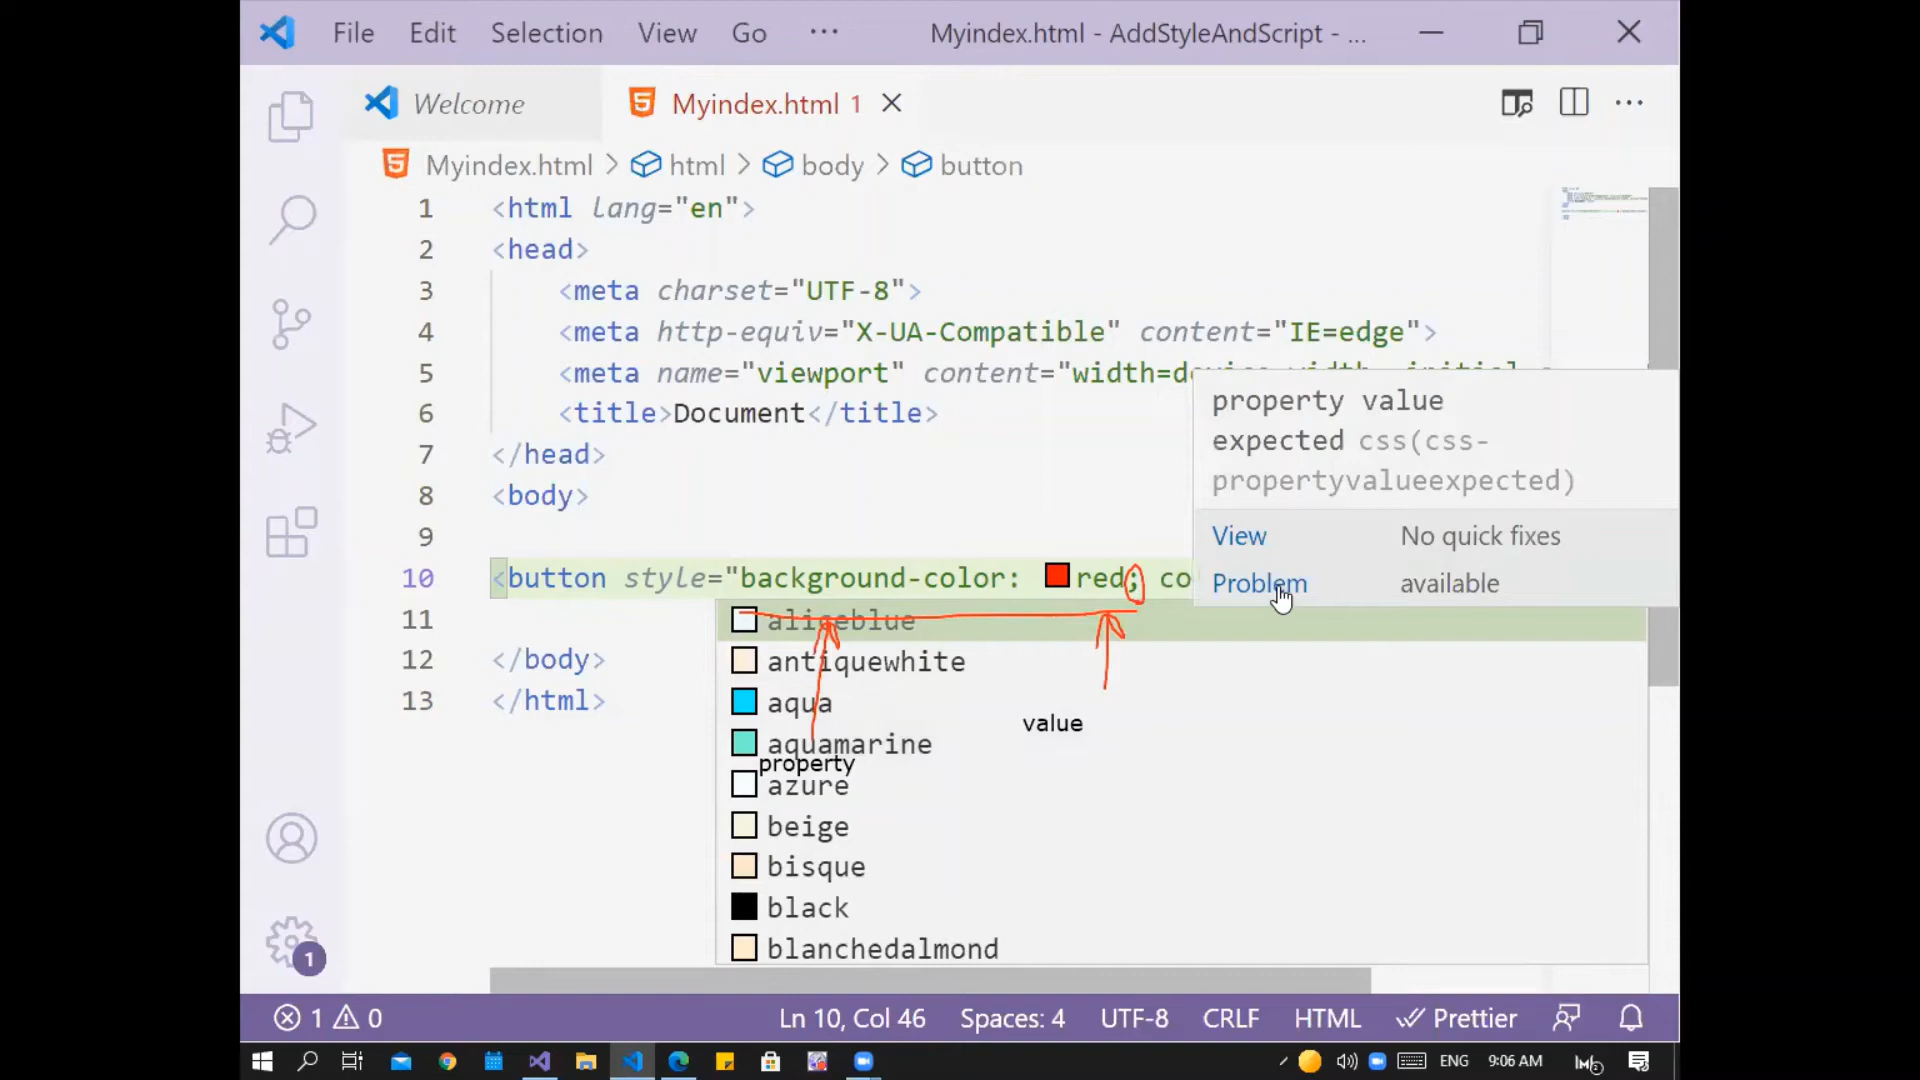 File Edit Selection View Go ··· Myindex.html - AddStyleAndScript - ...
Welcome Myindex.html 1
Myindex.html > html > body > button
1 <html lang="en">
2 <head>
3 <meta charset="UTF-8">
4 <meta http-equiv="X-UA-Compatible" content="IE=edge">
5 <meta name="viewport" content="width=device-width, initial-s
6 <title>Document</title>
7 </head>
8 <body>
9
10 <button style="background-color: red; co
11
12 </body>
13 </html>
property value
expected css(css-
propertyvalueexpected)
View
Problem
No quick fixes
available
aliceblue
antiquewhite
aqua
aquamarine
azure
beige
bisque
black
blanchedalmond
value
property
1
1 0 Ln 10, Col 46 Spaces: 4 UTF-8 CRLF HTML Prettier
ENG 9:06 AM